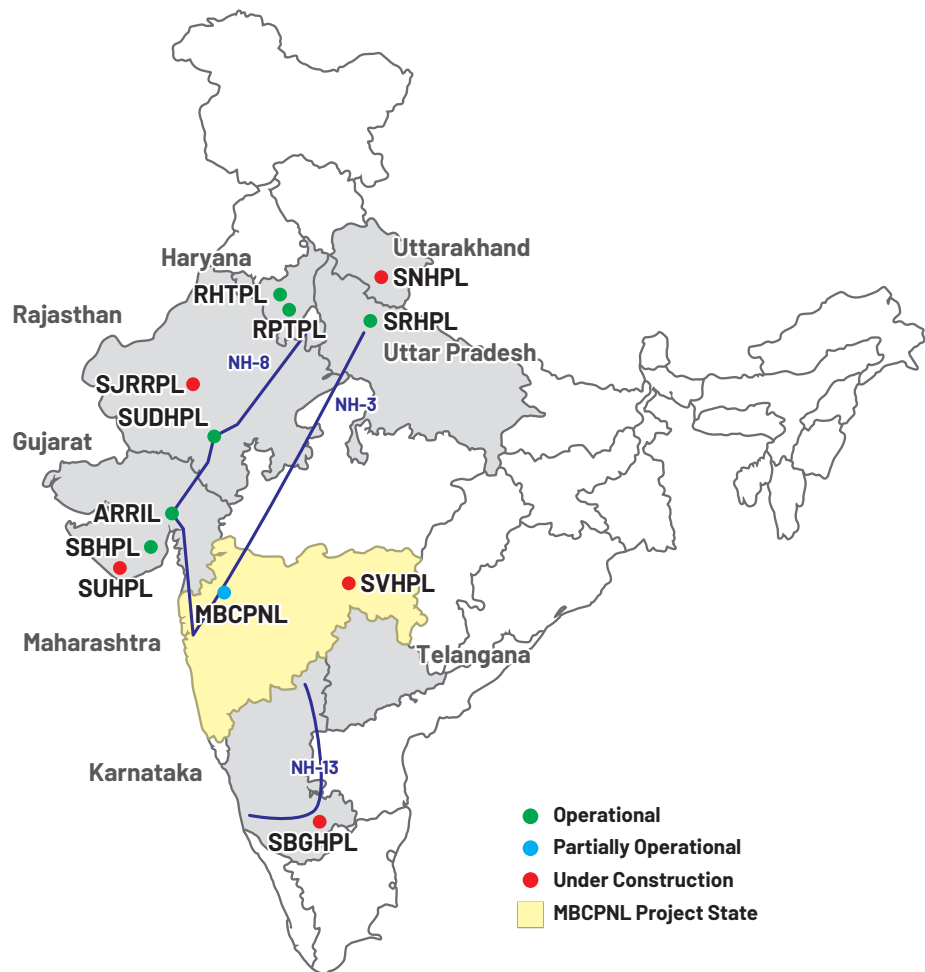 Uttarakhand
SNHPL
Haryana
RHTPL
RPTPL
SRHPL
Uttar Pradesh
Rajasthan
NH-8
SJRRPL
NH-3
SUDHPL
Gujarat
ARRIL
SBHPL
SUHPL
SVHPL
MBCPNL
Maharashtra
Telangana
Karnataka
NH-13
SBGHPL
Operational
Partially Operational
Under Construction
MBCPNL Project State